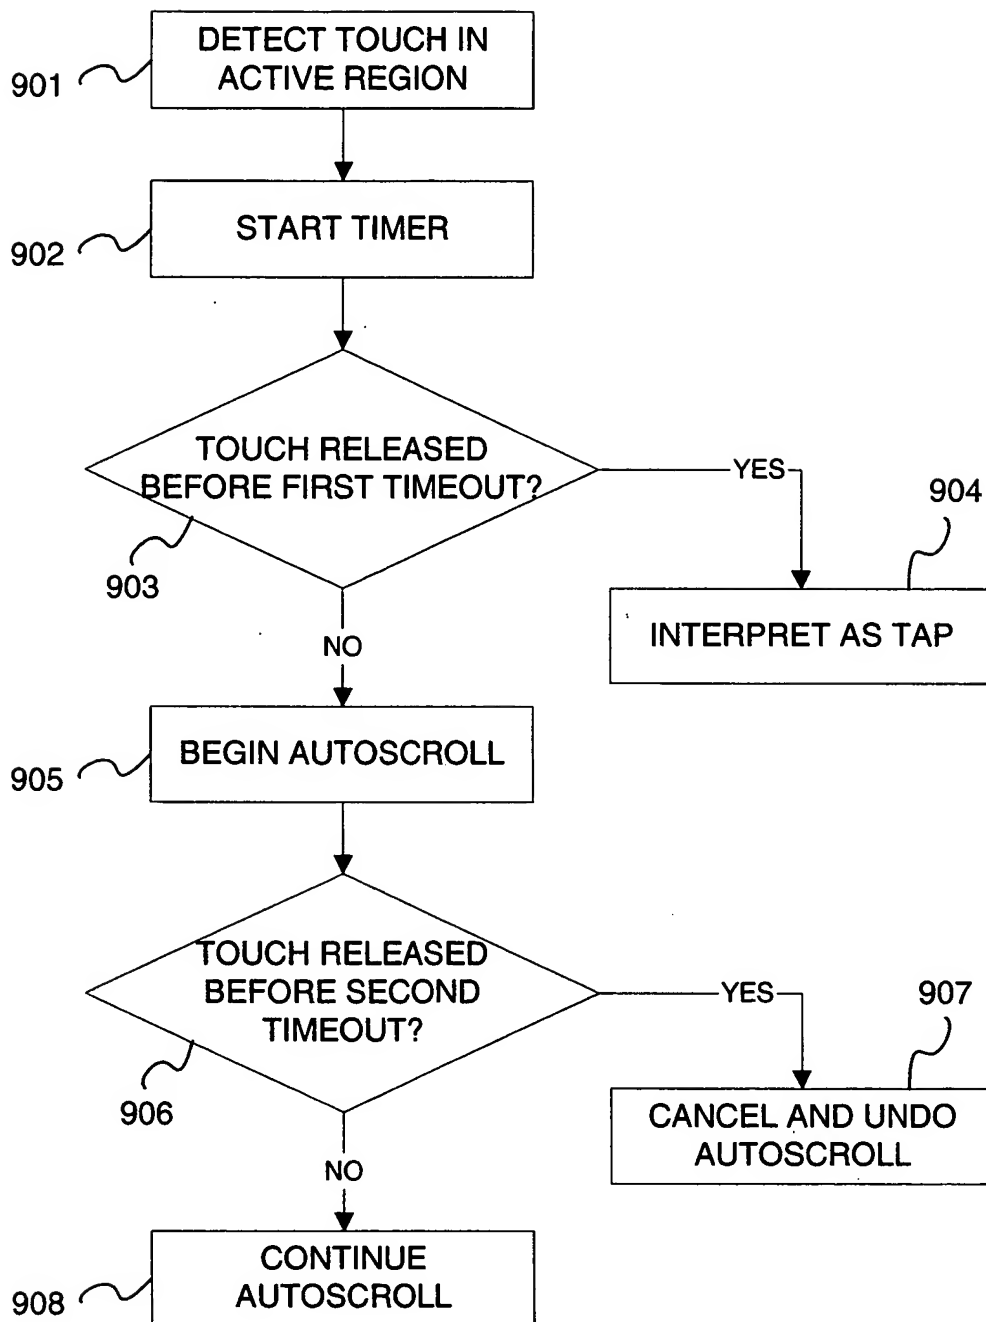 DETECT TOUCH IN
ACTIVE REGION
901
START TIMER
902
TOUCH RELEASED
BEFORE FIRST TIMEOUT?
YES
904
903
INTERPRET AS TAP
NO
BEGIN AUTOSCROLL
905
TOUCH RELEASED
BEFORE SECOND
TIMEOUT?
YES
907
906
CANCEL AND UNDO
AUTOSCROLL
NO
CONTINUE
AUTOSCROLL
908